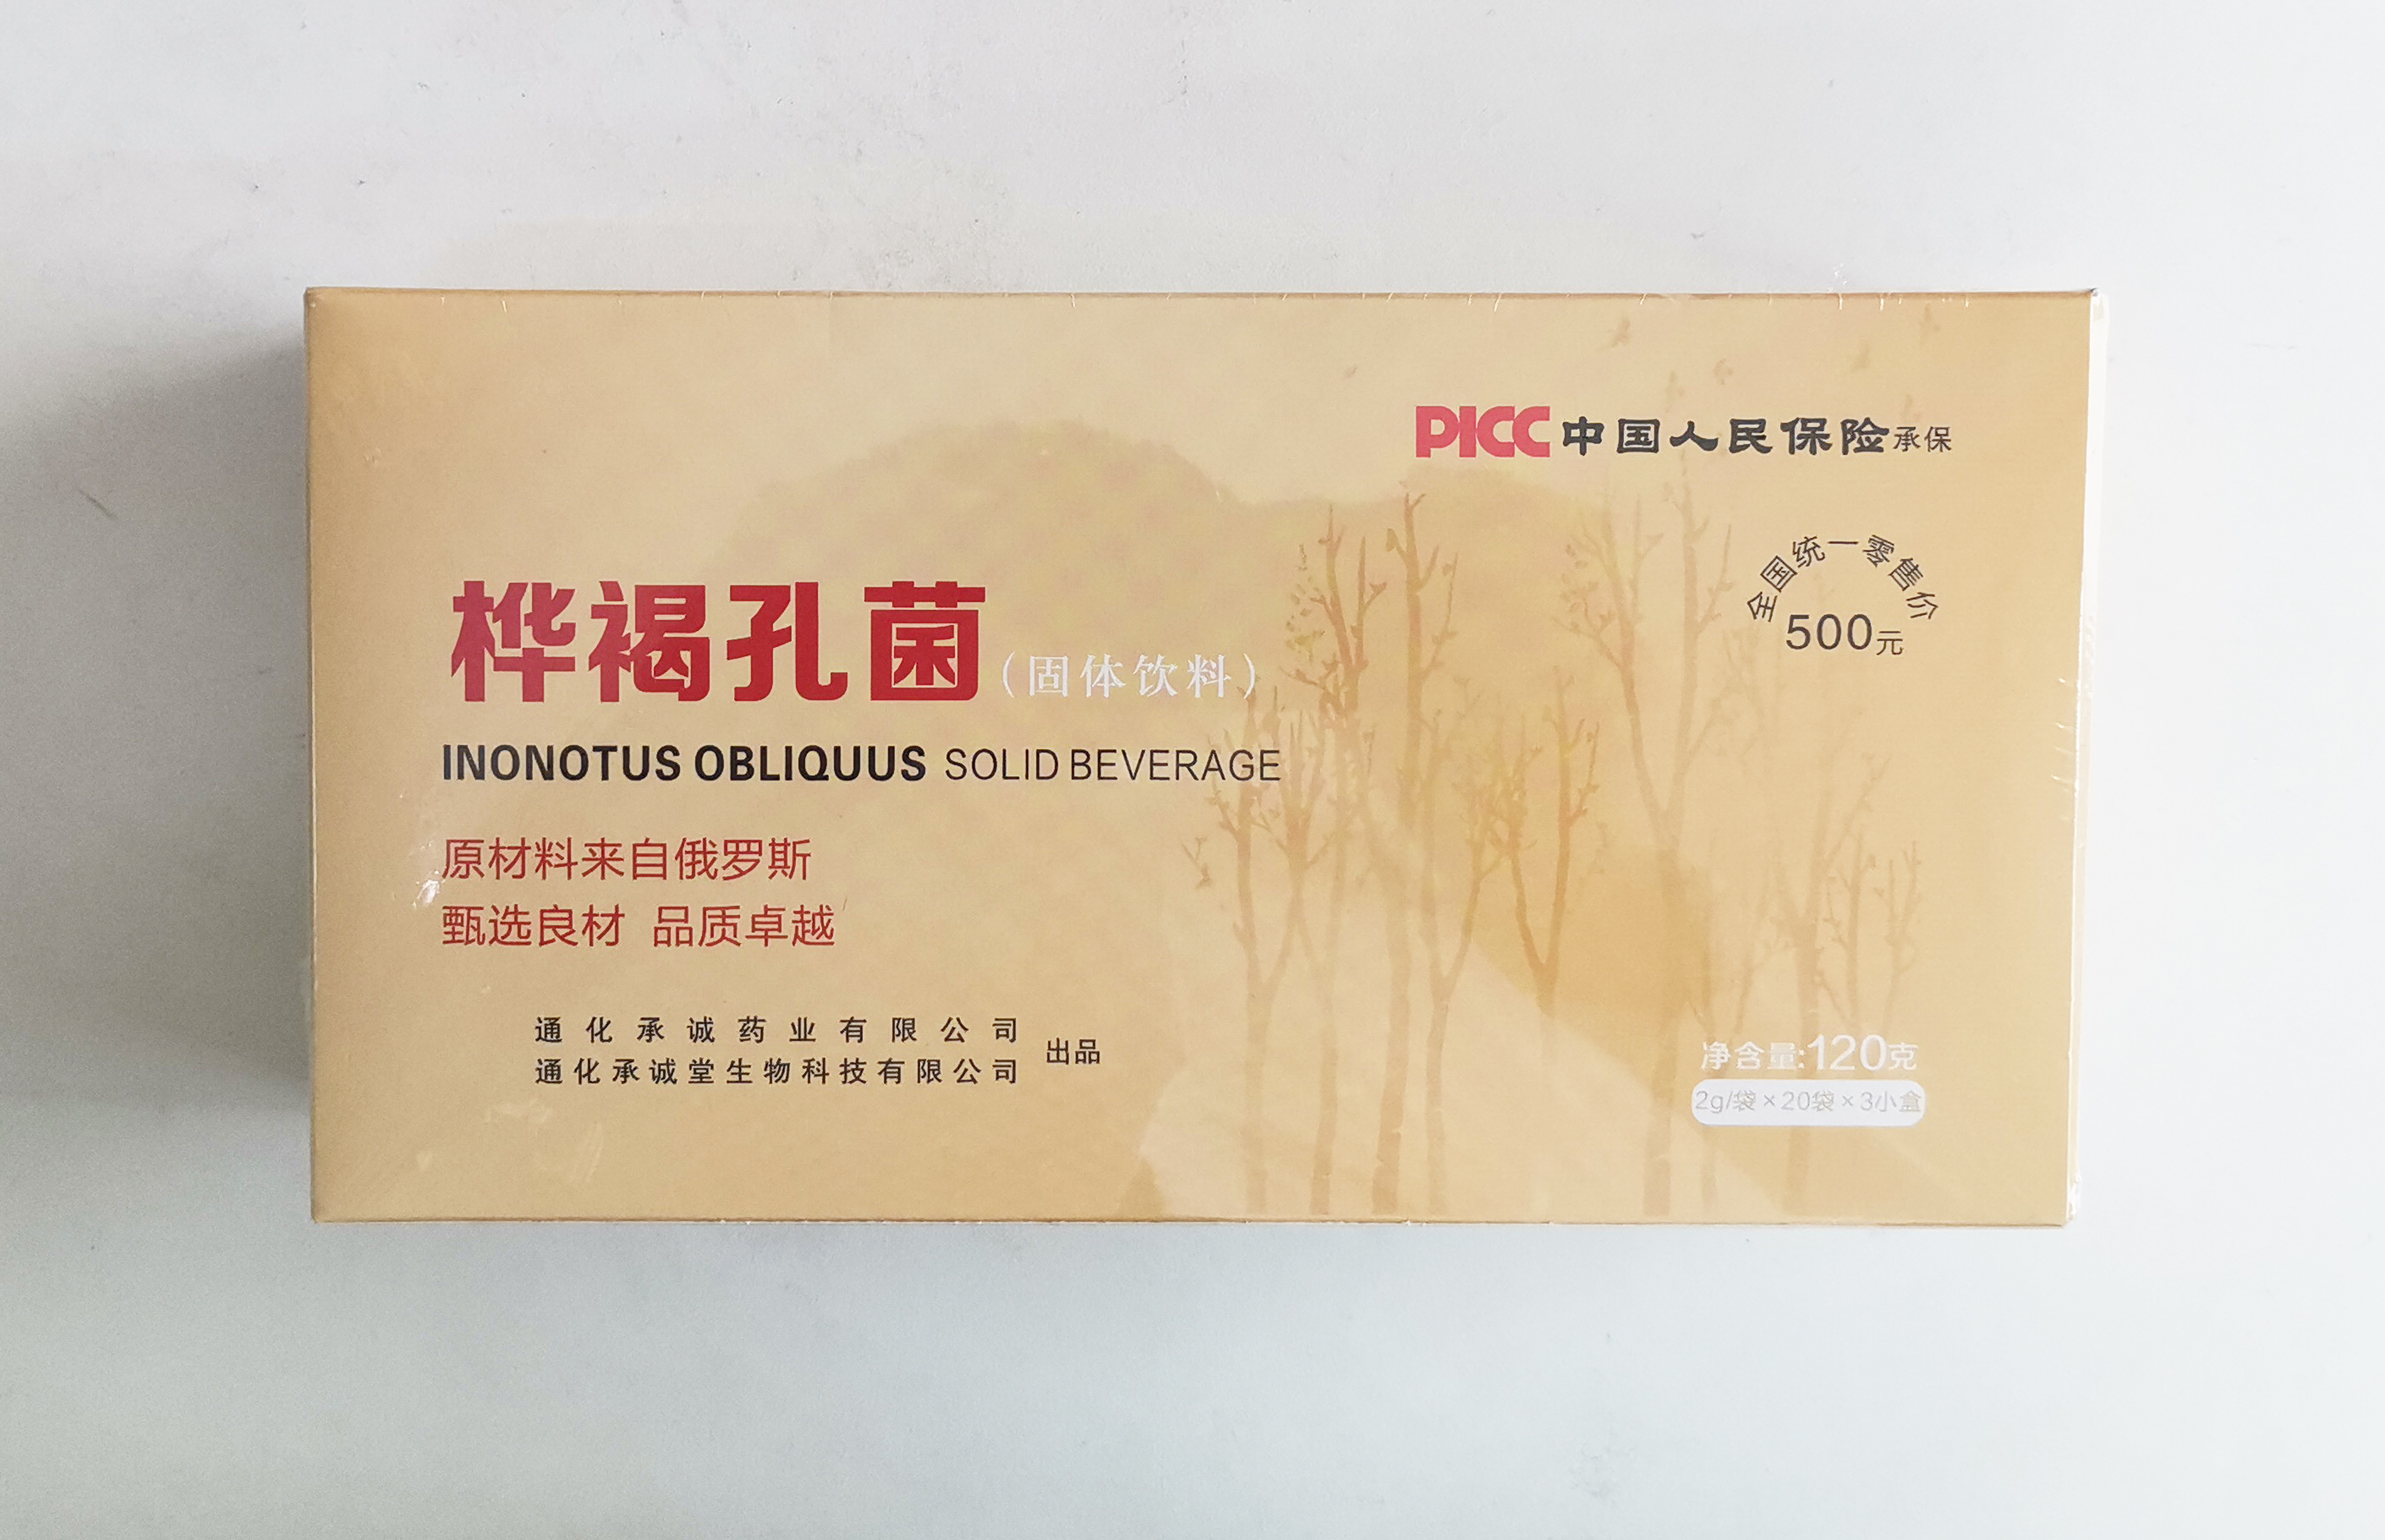 PICC中国人民保险承保
全国统一零售价
500元
桦褐孔菌(固体饮料)
INONOTUS OBLIQUUS SOLID BEVERAGE
原材料来自俄罗斯
甄选良材 品质卓越
通化承诚药业有限公司
通化承诚堂生物科技有限公司
出品
净含量:120克
2g/袋×20袋×3小盒